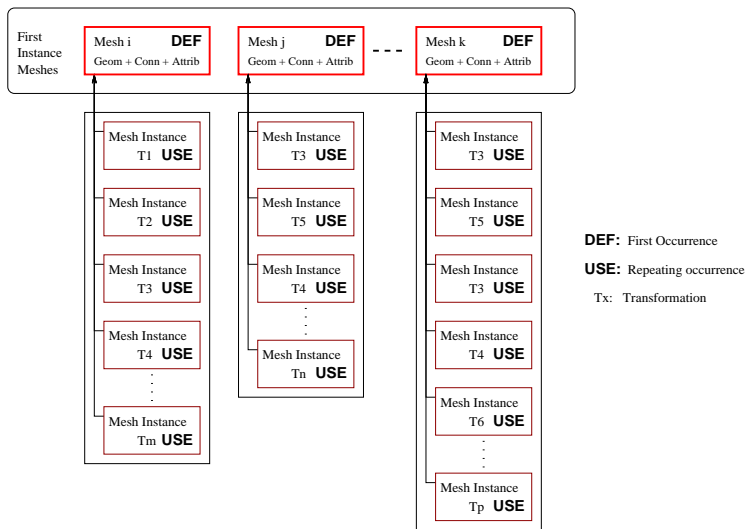 First
Instance
Meshes
Mesh i DEF
Geom + Conn + Attrib
Mesh j DEF
Geom + Conn + Attrib
Mesh k DEF
Geom + Conn + Attrib
Mesh Instance
T1 USE
Mesh Instance
T2 USE
Mesh Instance
T3 USE
Mesh Instance
T4 USE
Mesh Instance
Tm USE
Mesh Instance
T3 USE
Mesh Instance
T5 USE
Mesh Instance
T4 USE
Mesh Instance
Tn USE
Mesh Instance
T3 USE
Mesh Instance
T5 USE
Mesh Instance
T3 USE
Mesh Instance
T4 USE
Mesh Instance
T6 USE
Mesh Instance
Tp USE
DEF: First Occurrence
USE: Repeating occurrence
Tx: Transformation